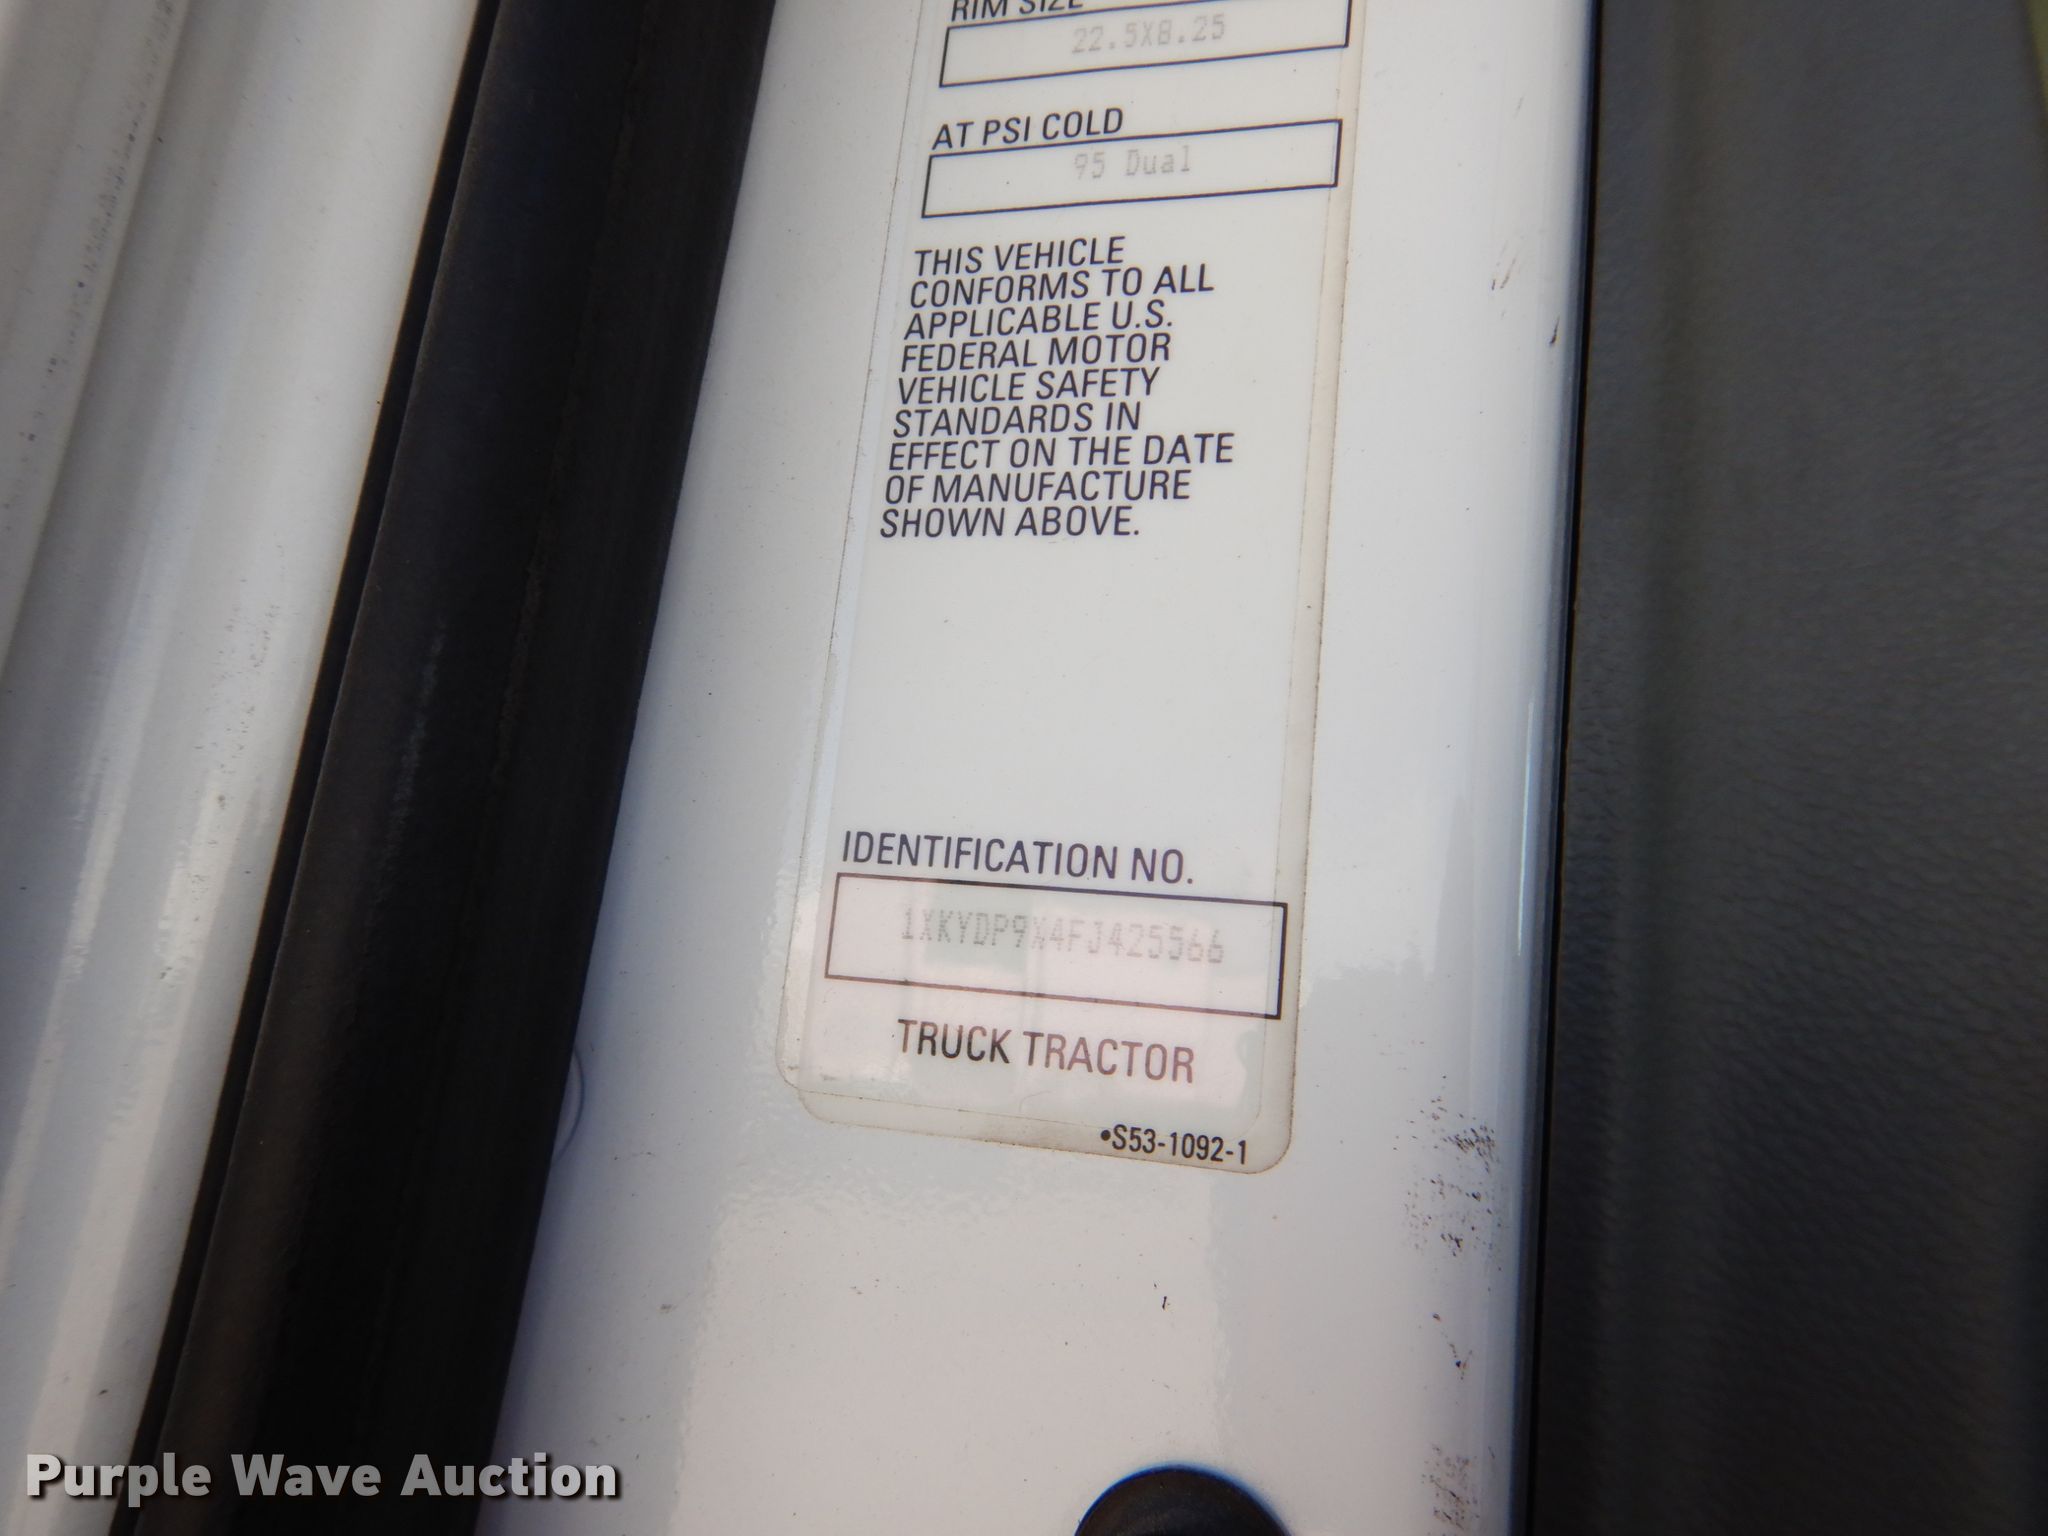 RIM SIZE
22.5X8.25
AT PSI COLD
95 Dual
THIS VEHICLE
CONFORMS TO ALL
APPLICABLE U.S.
FEDERAL MOTOR
VEHICLE SAFETY
STANDARDS IN
EFFECT ON THE DATE
OF MANUFACTURE
SHOWN ABOVE.
IDENTIFICATION NO.
1XKYDP9X4FJ425566
TRUCK TRACTOR
•S53-1092-1
Purple Wave Auction